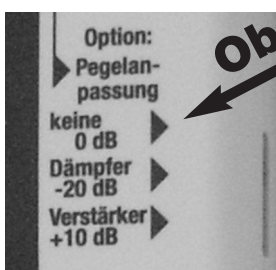 Option:
Pegelan-
passung
keine
0 dB
Dämpfer
-20 dB
Verstärker
+10 dB
Ob